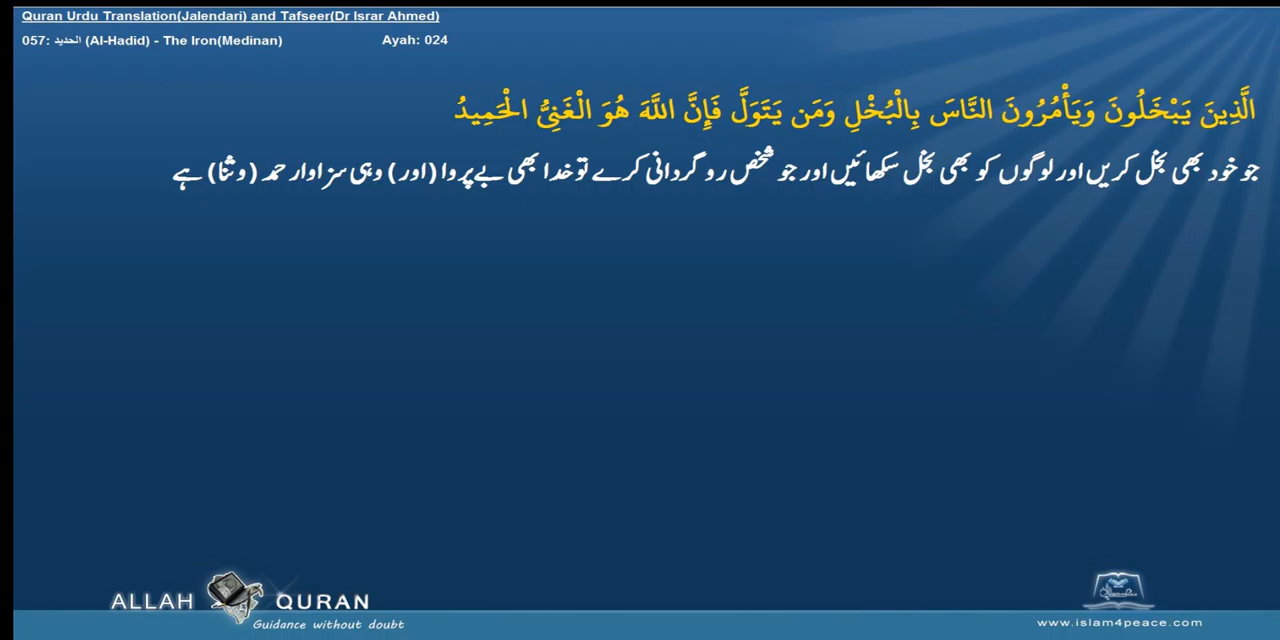 Quran Urdu Translation(Jalendari) and Tafseer(Dr Israr Ahmed)
057: الحديد (Al-Hadid) - The Iron(Medinan) Ayah: 024
الَّذِينَ يَبْخَلُونَ وَيَأْمُرُونَ النَّاسَ بِالْبُخْلِ وَمَن يَتَوَلَّ فَإِنَّ اللَّهَ هُوَ الْغَنِيُّ الْحَمِيدُ
جو خود بھی بخل کریں اور لوگوں کو بھی بخل سکھائیں اور جو شخص روگردانی کرے تو خدا بھی بےپروا (اور) وہی سزاوار حمد (وثنا) ہے
ALLAH QURAN
Guidance without doubt
www.islam4peace.com